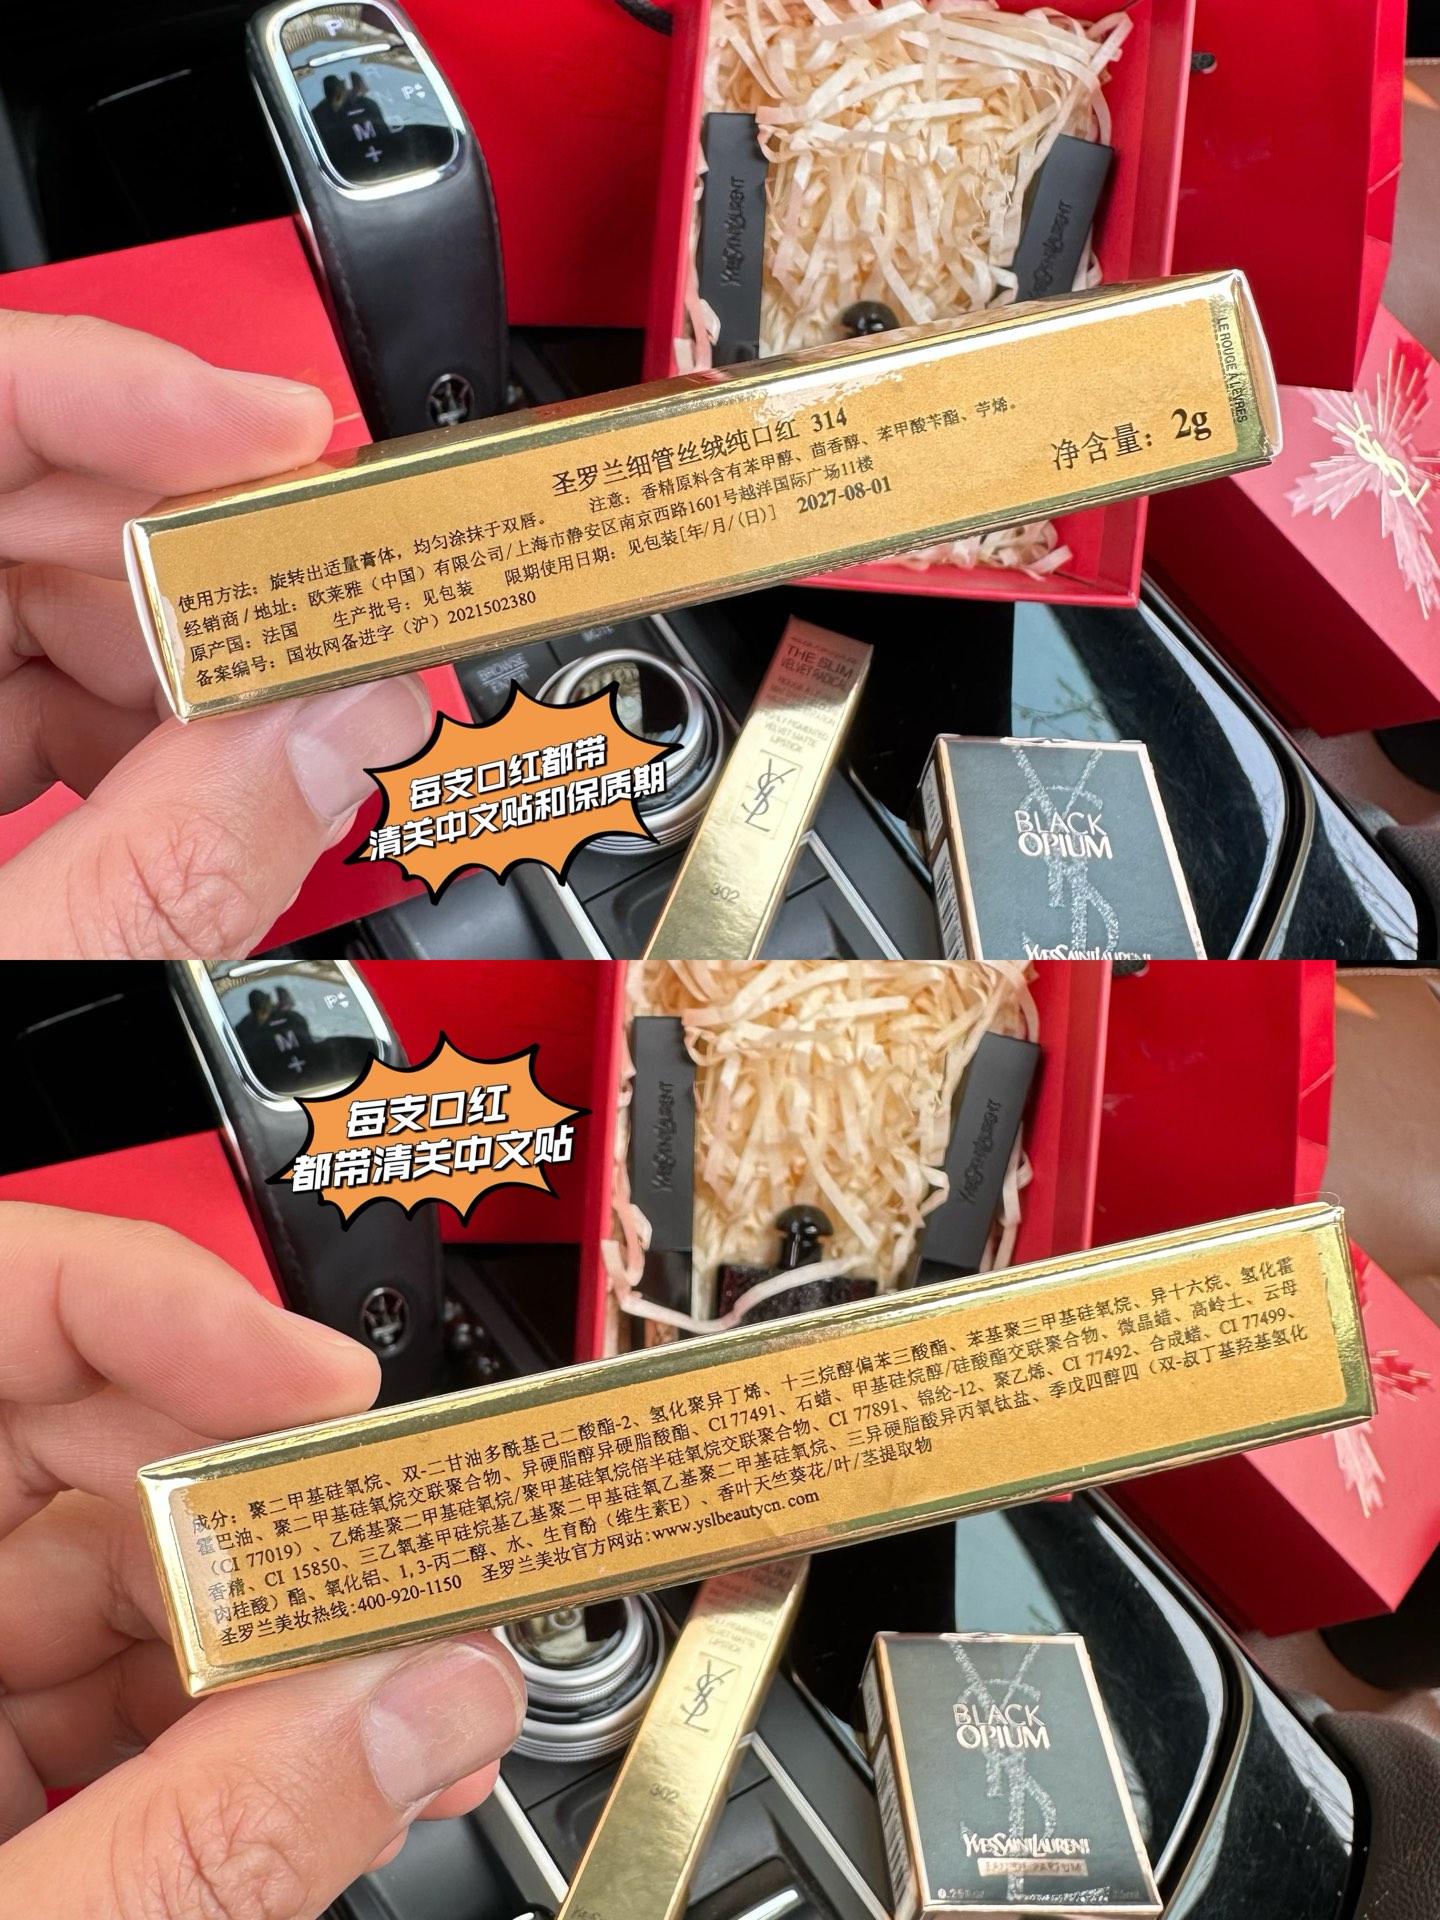 P
P
M
+
YVESSAINTLAURENT
YVESSAINTLAURENT
LE ROUGE À LÈVRES
圣罗兰细管丝绒纯口红 314
净含量：2g
使用方法：旋转出适量膏体，均匀涂抹于双唇。 注意：香精原料含有苯甲醇、茴香醇、苯甲酸苄酯、苧烯。
经销商/地址：欧莱雅（中国）有限公司/上海市静安区南京西路1601号越洋国际广场11楼
原产国：法国 生产批号：见包装 限期使用日期：见包装[年/月/(日)] 2027-08-01
备案编号：国妆网备进字（沪）2021502380
每支口红都带
清关中文贴和保质期
BROWSE
THE SLIM
VELVET RADICAL
VELVET MATTE
LIPSTICK
YSL
302
BLACK
OPIUM
YVESSAINTLAURENT
P
M
+
每支口红
都带清关中文贴
YVESSAINTLAURENT
YVESSAINTLAURENT
成分：聚二甲基硅氧烷、双-二甘油多酰基己二酸酯-2、氢化聚异丁烯、十三烷醇偏苯三酸酯、苯基聚三甲基硅氧烷、异十六烷、氢化霍
霍巴油、聚二甲基硅氧烷交联聚合物、异硬脂醇异硬脂酸酯、CI 77491、石蜡、甲基硅烷醇/硅酸酯交联聚合物、微晶蜡、高岭土、云母
（CI 77019）、乙烯基聚二甲基硅氧烷/聚甲基硅氧烷倍半硅氧烷交联聚合物、CI 77891、锦纶-12、聚乙烯、CI 77492、合成蜡、CI 77499、
香精、CI 15850、三乙氧基甲硅烷基乙基聚二甲基硅氧乙基聚二甲基硅氧烷、三异硬脂酸异丙氧钛盐、季戊四醇四（双-叔丁基羟基氢化
肉桂酸）酯、氧化铝、1,3-丙二醇、水、生育酚（维生素E）、香叶天竺葵花/叶/茎提取物
圣罗兰美妆热线:400-920-1150 圣罗兰美妆官方网站:www.yslbeautycn.com
VELVET MATTE
LIPSTICK
YSL
302
BLACK
OPIUM
YVESSAINTLAURENT
EAU DE PARFUM